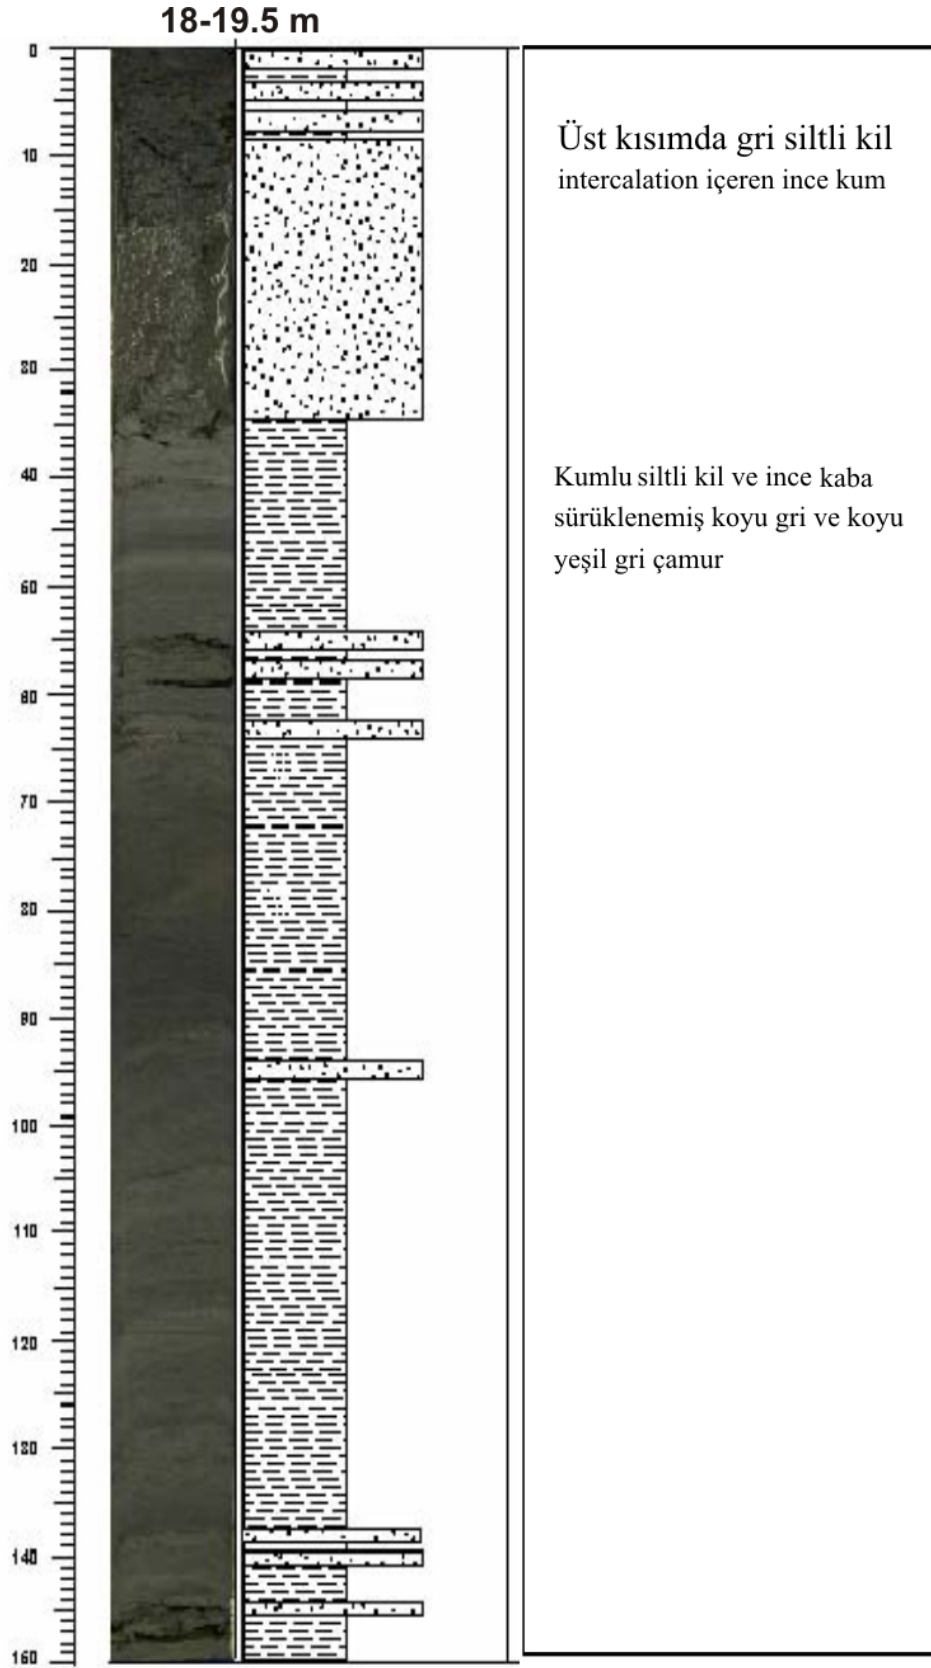 18-19.5 m
0
10
20
30
40
60
80
70
80
90
100
110
120
130
140
160
Üst kısımda gri siltli kil
intercalation içeren ince kum
Kumlu siltli kil ve ince kaba
sürüklenemiş koyu gri ve koyu
yeşil gri çamur